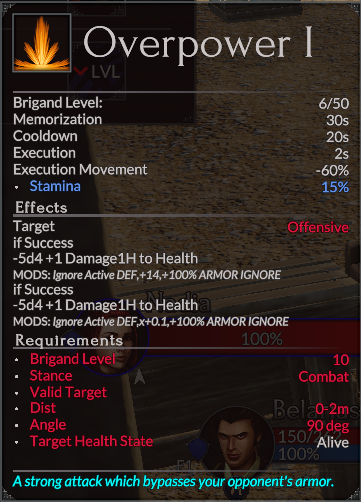 Overpower I
LVL
Brigand Level: 6/50
Memorization 30s
Cooldown 20s
Execution 2s
Execution Movement -60%
• Stamina 15%
Effects
Target Offensive
if Success
-5d4 +1 Damage1H to Health
MODS: Ignore Active DEF,+14,+100% ARMOR IGNORE
if Success
-5d4 +1 Damage1H to Health
MODS: Ignore Active DEF,x+0.1,+100% ARMOR IGNORE
Requirements
100%
• Brigand Level 10
• Stance Combat
• Valid Target
• Dist 0-2m
• Angle 90 deg
• Target Health State Alive
100%
A strong attack which bypasses your opponent's armor.